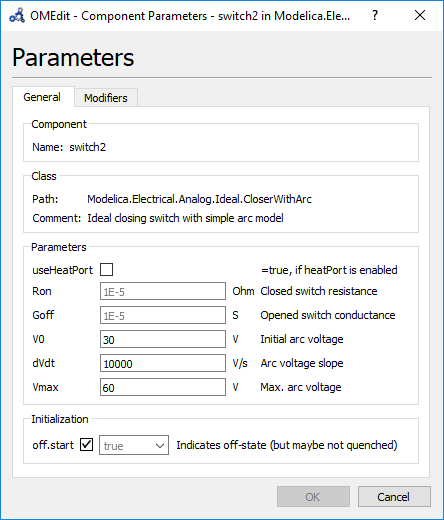 OMEdit - Component Parameters - switch2 in Modelica.Ele...
Parameters
General Modifiers
Component
Name: switch2
Class
Path: Modelica.Electrical.Analog.Ideal.CloserWithArc
Comment: Ideal closing switch with simple arc model
Parameters
useHeatPort =true, if heatPort is enabled
Ron 1E-5 Ohm Closed switch resistance
Goff 1E-5 S Opened switch conductance
V0 30 V Initial arc voltage
dVdt 10000 V/s Arc voltage slope
Vmax 60 V Max. arc voltage
Initialization
off.start true Indicates off-state (but maybe not quenched)
OK Cancel